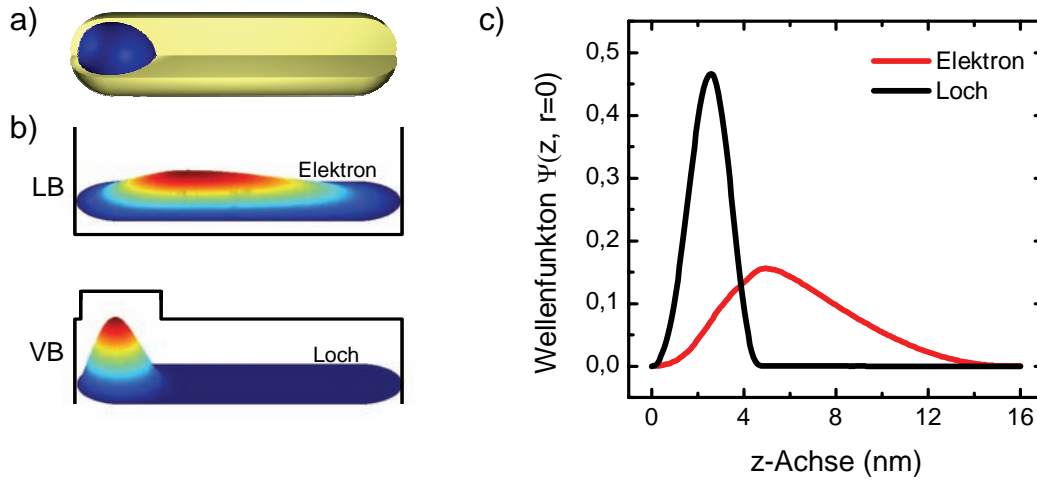 a)
b)
LB
Elektron
VB
Loch
c)
Wellenfunkton Ψ(z, r=0)
0,5
0,4
0,3
0,2
0,1
0,0
Elektron
Loch
0 4 8 12 16
z-Achse (nm)